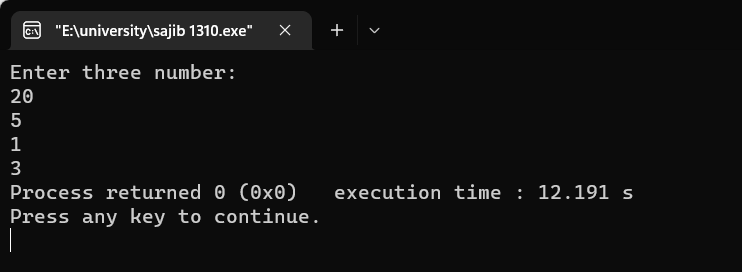 "E:\university\sajib 1310.exe"
Enter three number:
20
5
1
3
Process returned 0 (0x0)   execution time : 12.191 s
Press any key to continue.